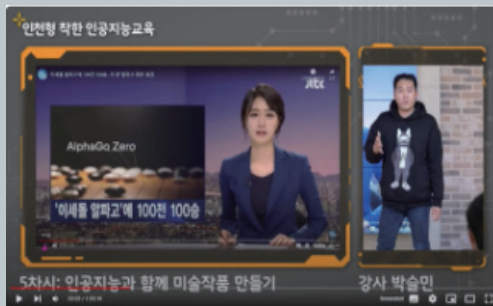 인천형 착한 인공지능교육
jtbc
AlphaGo Zero
'이세돌 알파고'에 100전 100승
5차시: 인공지능과 함께 미술작품 만들기
강사 박슬민